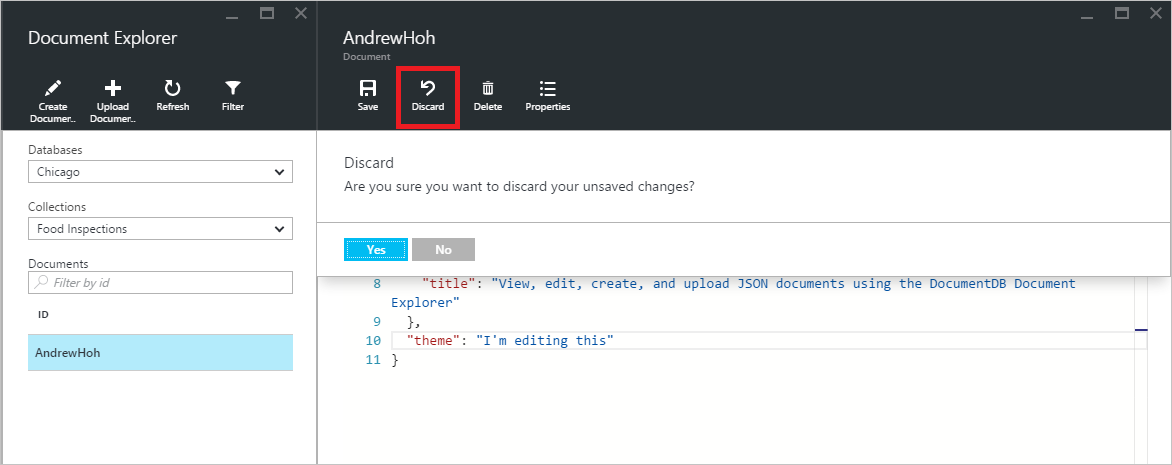 Document Explorer
Create
Documer..
Upload
Documer..
Refresh
Filter
Databases
Chicago
Collections
Food Inspections
Documents
Filter by id
ID
AndrewHoh
AndrewHoh
Document
Save
Discard
Delete
Properties
Discard
Are you sure you want to discard your unsaved changes?
Yes
No
8 "title": "View, edit, create, and upload JSON documents using the DocumentDB Document
Explorer"
9 },
10 "theme": "I'm editing this"
11 }